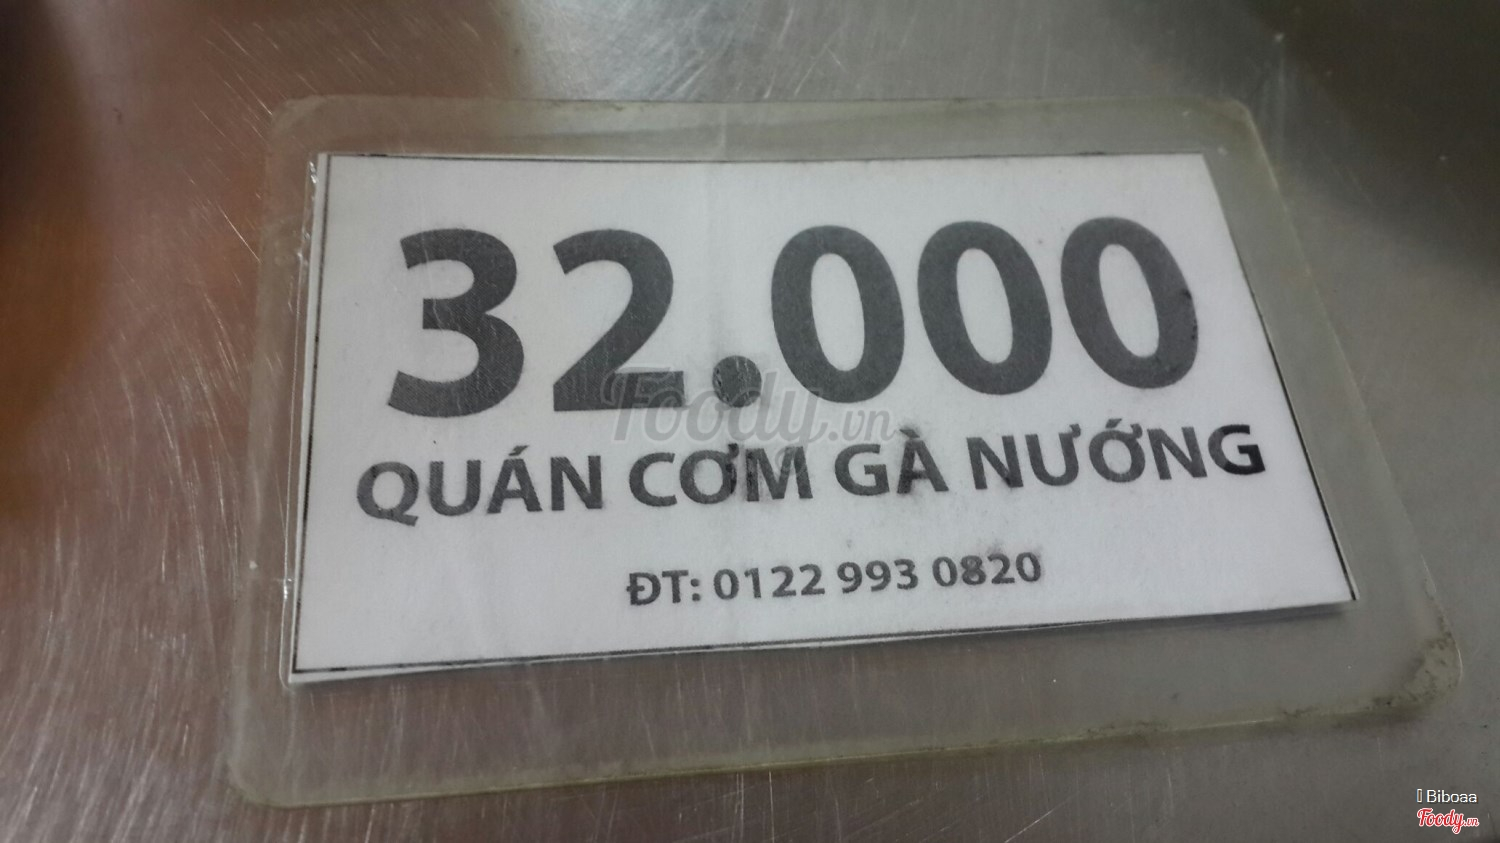 32.000
Foody.vn
QUÁN CƠM GÀ NƯỚNG
ĐT: 0122 993 0820
Biboaa
Foody.vn